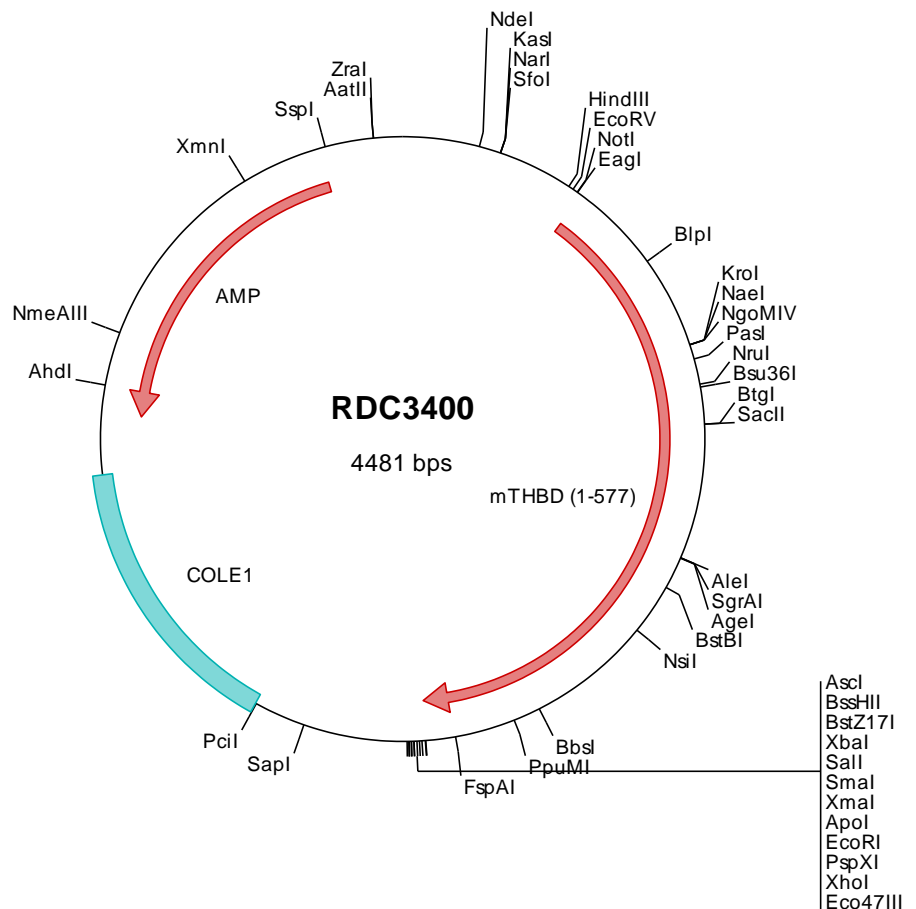 NdeI
KasI
NarI
SfoI
ZraI
AatII
SspI
XmnI
HindIII
EcoRV
NotI
EagI
BlpI
AMP
KroI
NaeI
NgoMIV
PasI
NruI
Bsu36I
BtgI
SacII
NmeAIII
AhdI
RDC3400
4481 bps
mTHBD (1-577)
COLE1
AleI
SgrAI
AgeI
BstBI
NsiI
PciI
SapI
BbsI
PpuMI
FspAI
AscI
BssHII
BstZ17I
XbaI
SalI
SmaI
XmaI
ApoI
EcoRI
PspXI
XhoI
Eco47III